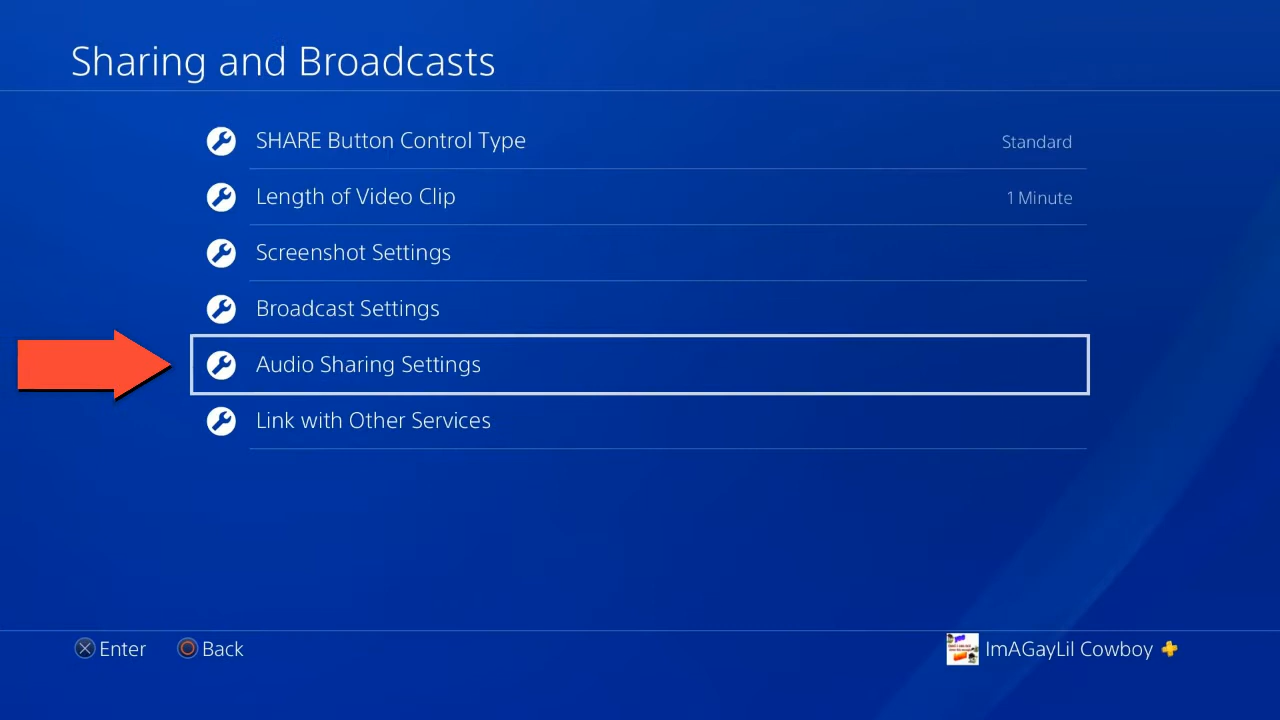 Sharing and Broadcasts
SHARE Button Control Type Standard
Length of Video Clip 1 Minute
Screenshot Settings
Broadcast Settings
Audio Sharing Settings
Link with Other Services
Enter Back ImAGayLil Cowboy